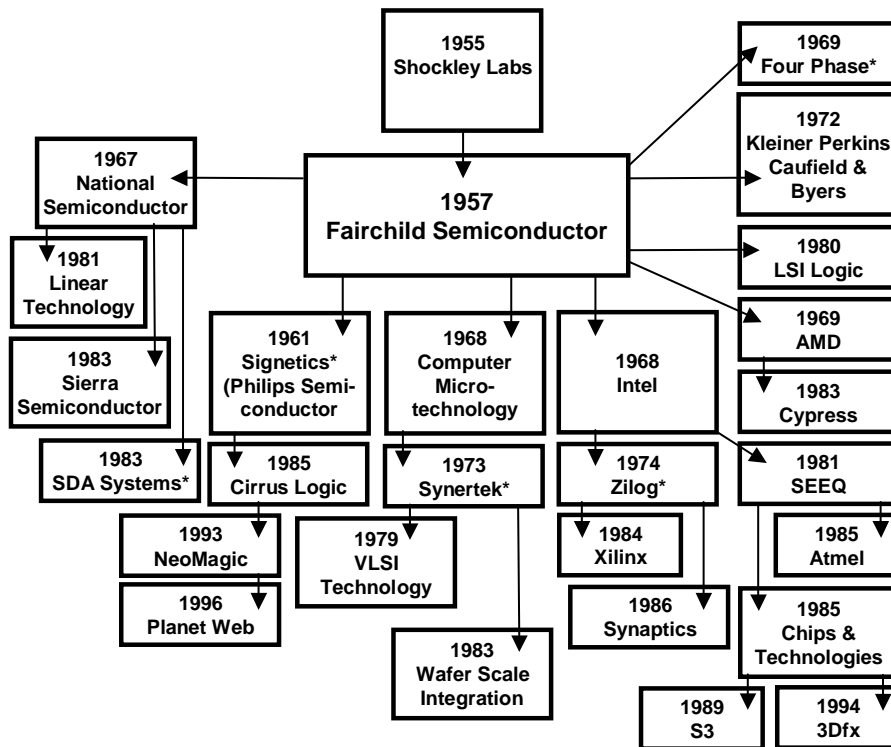 1955
Shockley Labs
1969
Four Phase*
1972
Kleiner Perkins
Caufield &
Byers
1967
National
Semiconductor
1957
Fairchild Semiconductor
1980
LSI Logic
1981
Linear
Technology
1969
AMD
1961
Signetics*
(Philips Semi-
conductor
1968
Computer
Micro-
technology
1968
Intel
1983
Sierra
Semiconductor
1983
Cypress
1983
SDA Systems*
1985
Cirrus Logic
1973
Synertek*
1974
Zilog*
1981
SEEQ
1993
NeoMagic
1979
VLSI
Technology
1984
Xilinx
1985
Atmel
1996
Planet Web
1986
Synaptics
1985
Chips &
Technologies
1983
Wafer Scale
Integration
1989
S3
1994
3Dfx